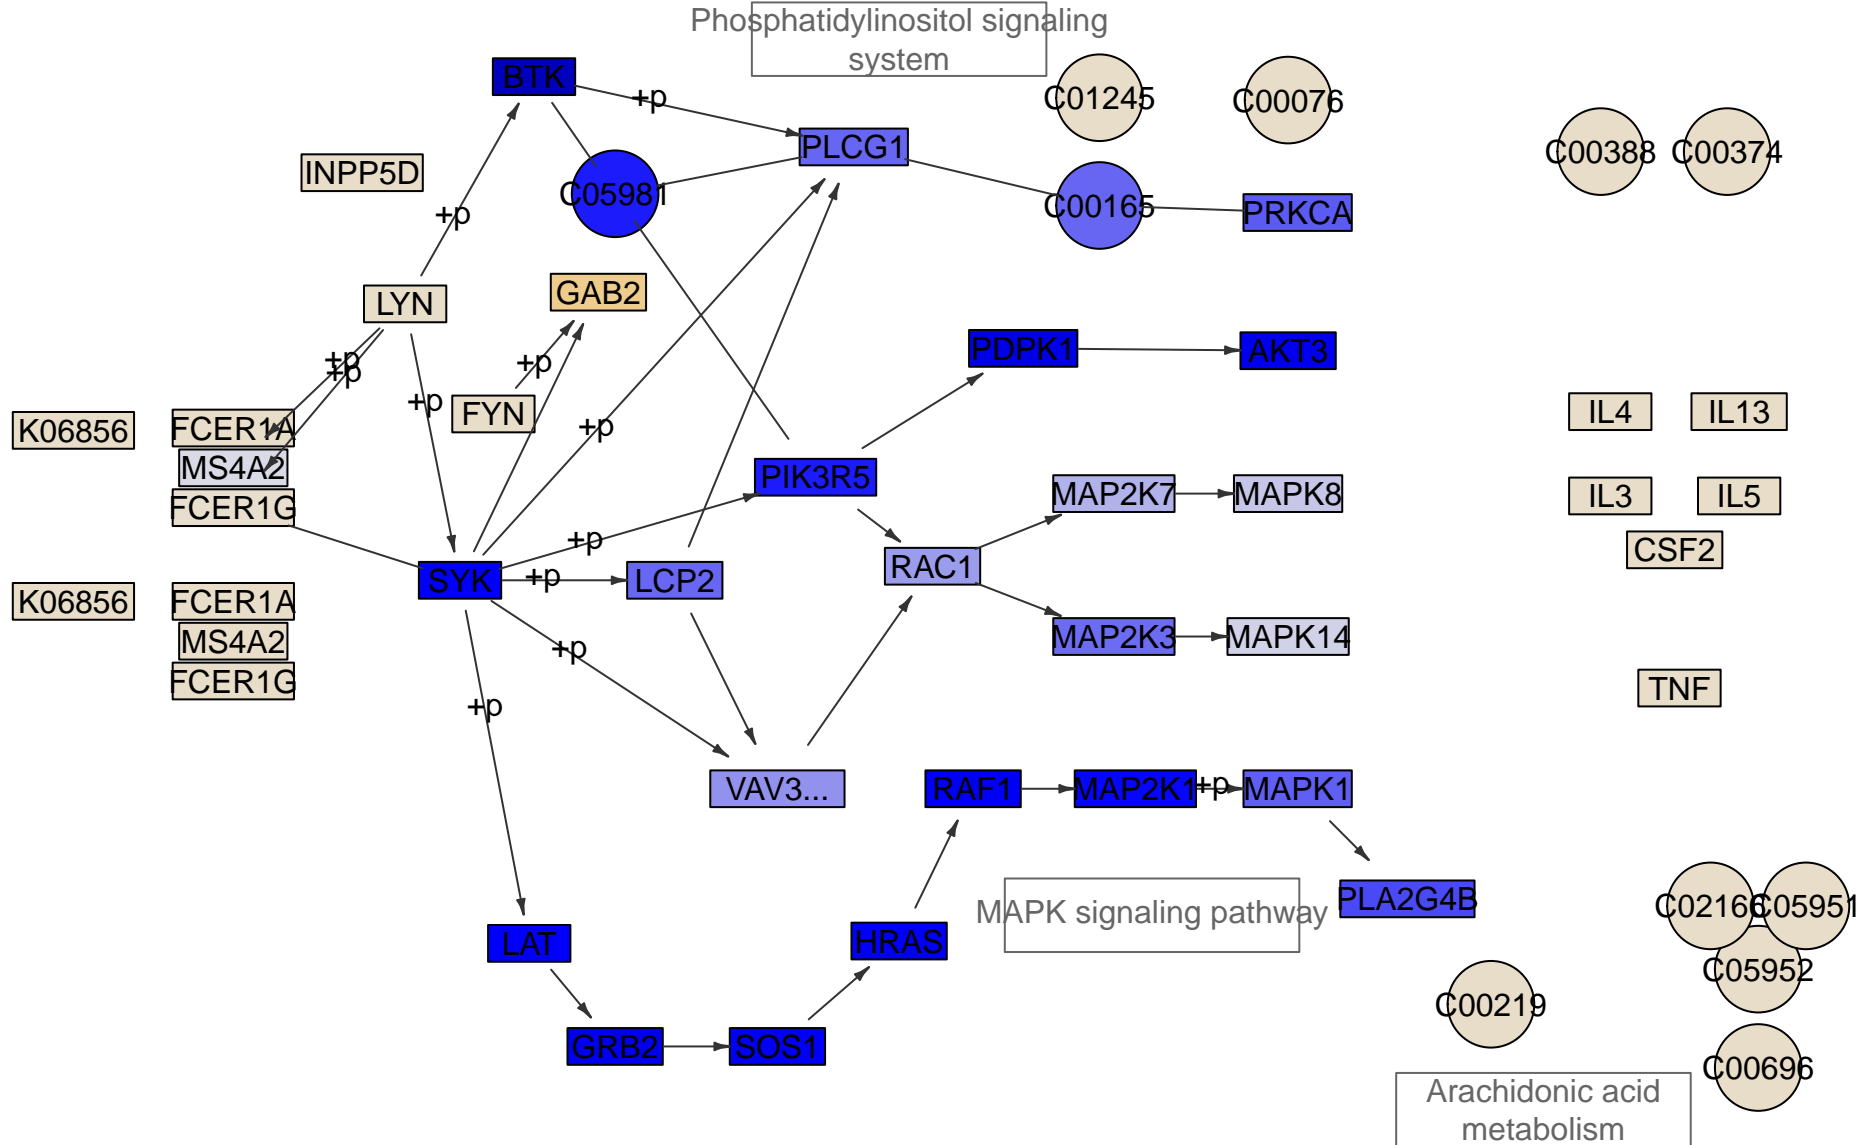 Phosphatidylinositol signaling
system
BTK
+p
C01245
C00076
PLCG1
C00388
C00374
INPP5D
C05981
+p
C00165
PRKCA
LYN
GAB2
+p
+p
+p
PDPK1
AKT3
+p
FYN
+p
K06856
FCER1A
MS4A2
FCER1G
PIK3R5
MAP2K7
MAPK8
IL4
IL13
IL3
IL5
CSF2
+p
SYK
+p
LCP2
RAC1
K06856
FCER1A
MS4A2
FCER1G
+p
MAP2K3
MAPK14
TNF
+p
VAV3...
RAF1
MAP2K1
+p
MAPK1
LAT
HRAS
MAPK signaling pathway
PLA2G4B
C02166
C05951
C05952
C00219
GRB2
SOS1
C00696
Arachidonic acid
metabolism